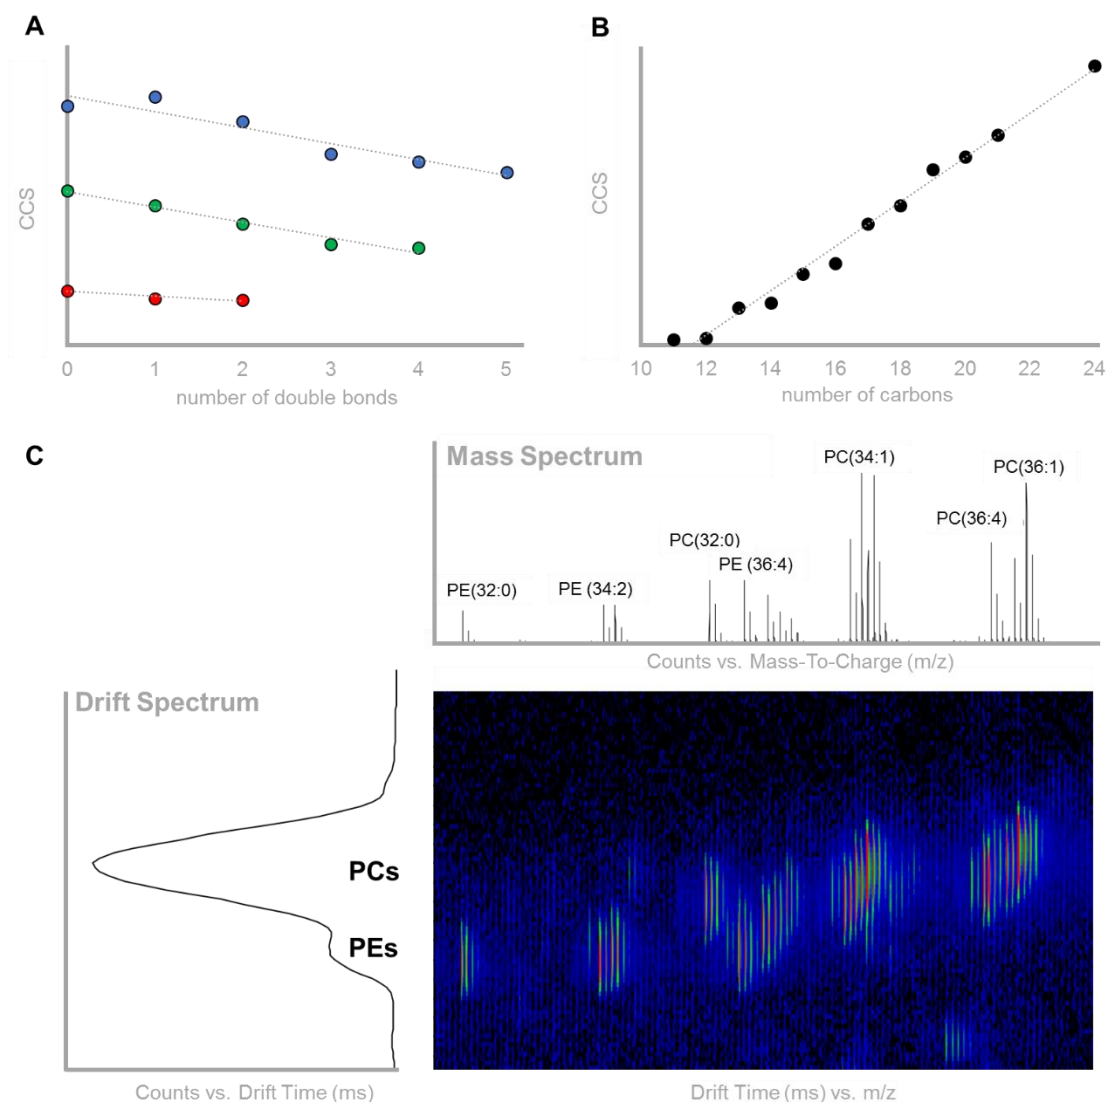 A
CCS
0 1 2 3 4 5
number of double bonds
B
CCS
10 12 14 16 18 20 22 24
number of carbons
C
Mass Spectrum
PC(34:1)
PC(36:1)
PC(36:4)
PC(32:0)
PE (36:4)
PE(32:0)
PE (34:2)
Counts vs. Mass-To-Charge (m/z)
Drift Spectrum
PCs
PEs
Counts vs. Drift Time (ms)
Drift Time (ms) vs. m/z